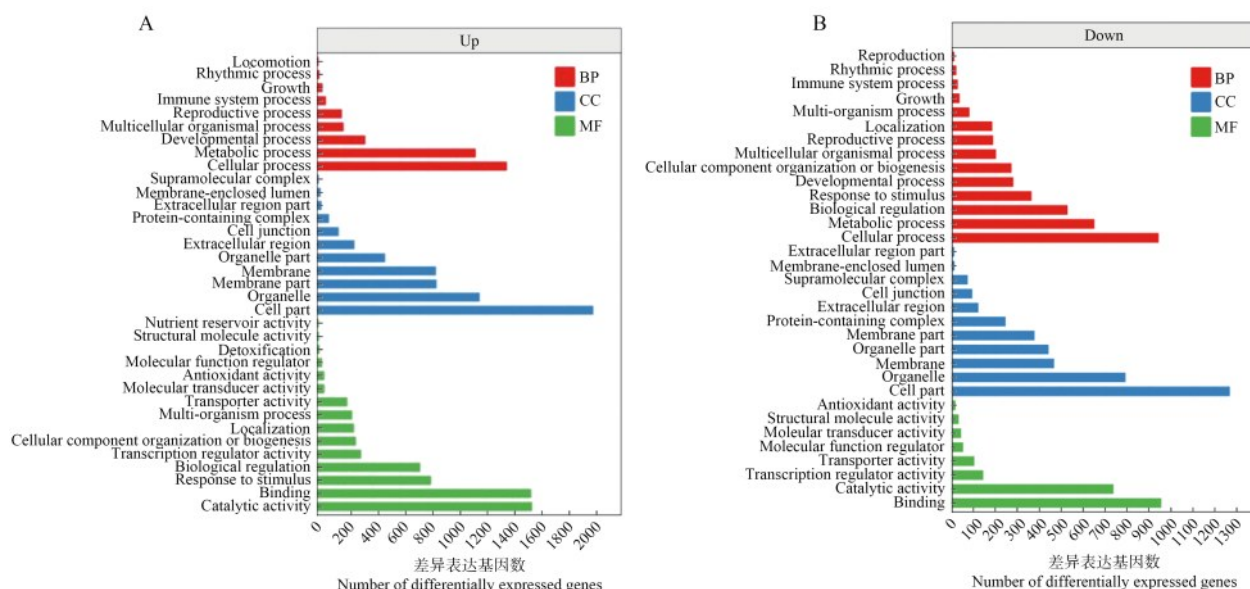 A
Up
Locomotion
Rhythmic process
Growth
Immune system process
Reproductive process
Multicellular organismal process
Developmental process
Metabolic process
Cellular process
Supramolecular complex
Membrane-enclosed lumen
Extracellular region part
Protein-containing complex
Cell junction
Extracellular region
Organelle part
Membrane
Membrane part
Organelle
Cell part
Nutrient reservoir activity
Structural molecule activity
Detoxification
Molecular function regulator
Antioxidant activity
Molecular transducer activity
Transporter activity
Multi-organism process
Localization
Cellular component organization or biogenesis
Transcription regulator activity
Biological regulation
Response to stimulus
Binding
Catalytic activity
BP
CC
MF
0 200 400 600 800 1000 1200 1400 1600 1800 2000
差异表达基因数
Number of differentially expressed genes
B
Down
Reproduction
Rhythmic process
Immune system process
Growth
Multi-organism process
Localization
Reproductive process
Multicellular organismal process
Cellular component organization or biogenesis
Developmental process
Response to stimulus
Biological regulation
Metabolic process
Cellular process
Extracellular region part
Membrane-enclosed lumen
Supramolecular complex
Cell junction
Extracellular region
Protein-containing complex
Membrane part
Organelle part
Membrane
Organelle
Cell part
Antioxidant activity
Structural molecule activity
Molelular transducer activity
Molecular function regulator
Transporter activity
Transcription regulator activity
Catalytic activity
Binding
BP
CC
MF
0 100 200 300 400 500 600 700 800 900 1000 1100 1200 1300
差异表达基因数
Number of differentially expressed genes